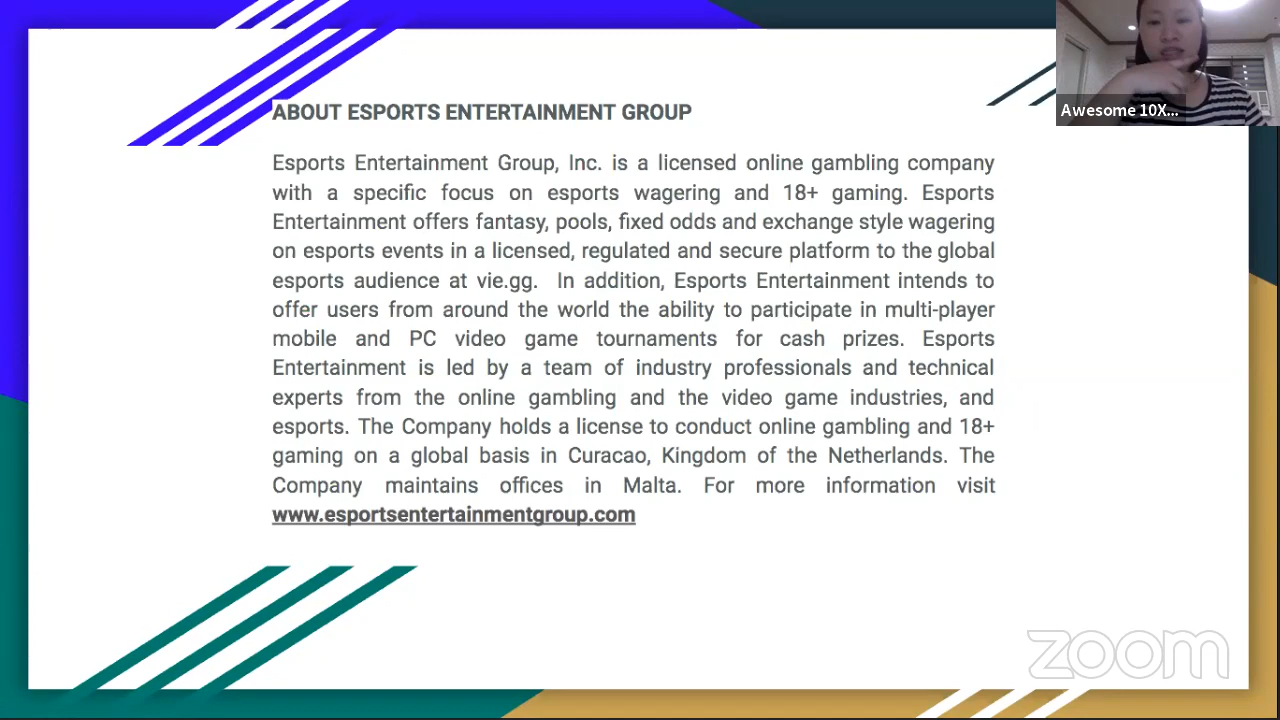 ABOUT ESPORTS ENTERTAINMENT GROUP
Esports Entertainment Group, Inc. is a licensed online gambling company
with a specific focus on esports wagering and 18+ gaming. Esports
Entertainment offers fantasy, pools, fixed odds and exchange style wagering
on esports events in a licensed, regulated and secure platform to the global
esports audience at vie.gg. In addition, Esports Entertainment intends to
offer users from around the world the ability to participate in multi-player
mobile and PC video game tournaments for cash prizes. Esports
Entertainment is led by a team of industry professionals and technical
experts from the online gambling and the video game industries, and
esports. The Company holds a license to conduct online gambling and 18+
gaming on a global basis in Curacao, Kingdom of the Netherlands. The
Company maintains offices in Malta. For more information visit
www.esportsentertainmentgroup.com
Awesome 10X...
zoom